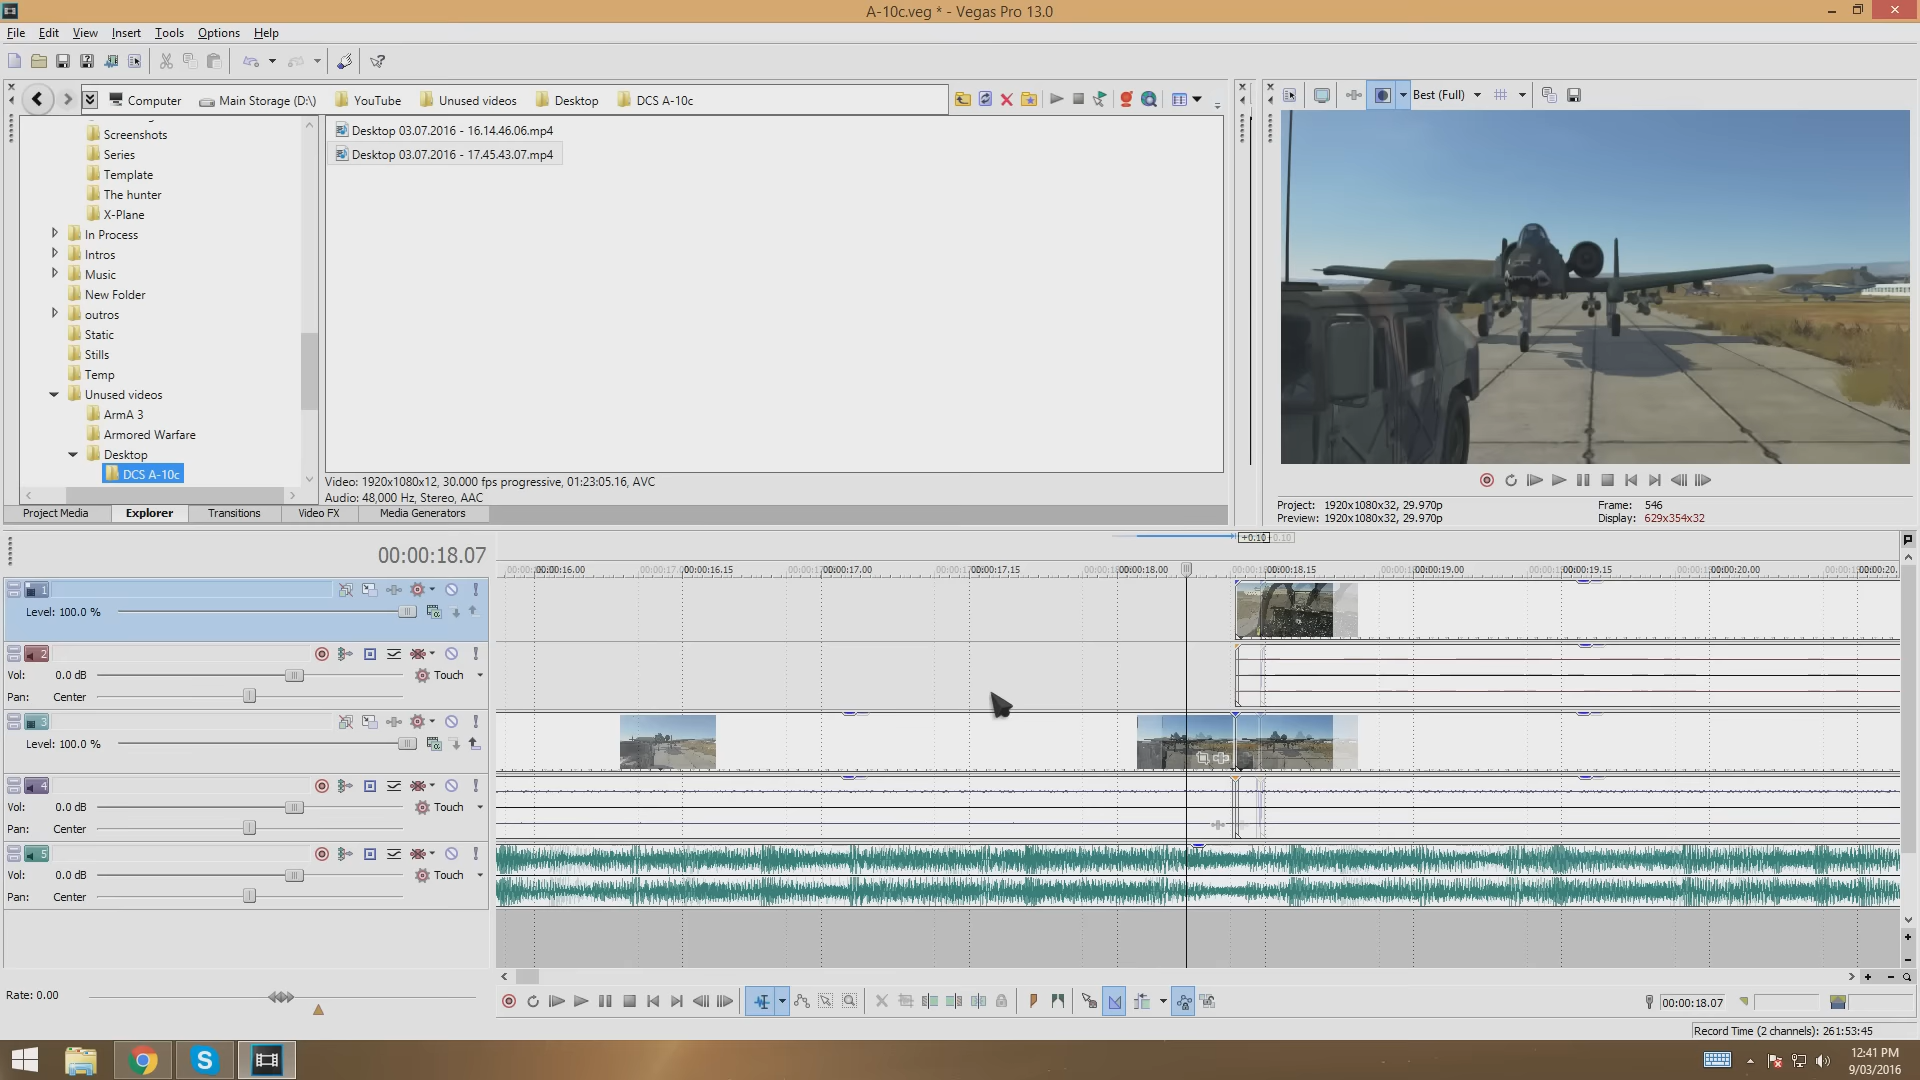 A-10c.veg * - Vegas Pro 13.0
File Edit View Insert Tools Options Help
Computer Main Storage (D:\) YouTube Unused videos Desktop DCS A-10c
Best (Full)
Screenshots
Series
Template
The hunter
X-Plane
In Process
Intros
Music
New Folder
outros
Static
Stills
Temp
Unused videos
ArmA 3
Armored Warfare
Desktop
DCS A-10c
Desktop 03.07.2016 - 16.14.46.06.mp4
Desktop 03.07.2016 - 17.45.43.07.mp4
Video: 1920x1080x12, 30.000 fps progressive, 01:23:05.16, AVC
Audio: 48,000 Hz, Stereo, AAC
Project Media Explorer Transitions Video FX Media Generators
Project: 1920x1080x32, 29.970p Frame: 546
Preview: 1920x1080x32, 29.970p Display: 629x354x32
+0.10
00:00:18.07
00:00:16.00 00:00:16.15 00:00:17.00 00:00:17.15 00:00:18.00 00:00:18.15 00:00:19.00 00:00:19.15 00:00:20.00 00:00:20.
1
Level: 100.0 %
2
Vol: 0.0 dB Touch
Pan: Center
3
Level: 100.0 %
4
Vol: 0.0 dB Touch
Pan: Center
5
Vol: 0.0 dB Touch
Pan: Center
Rate: 0.00
00:00:18.07
Record Time (2 channels): 261:53:45
12:41 PM
9/03/2016